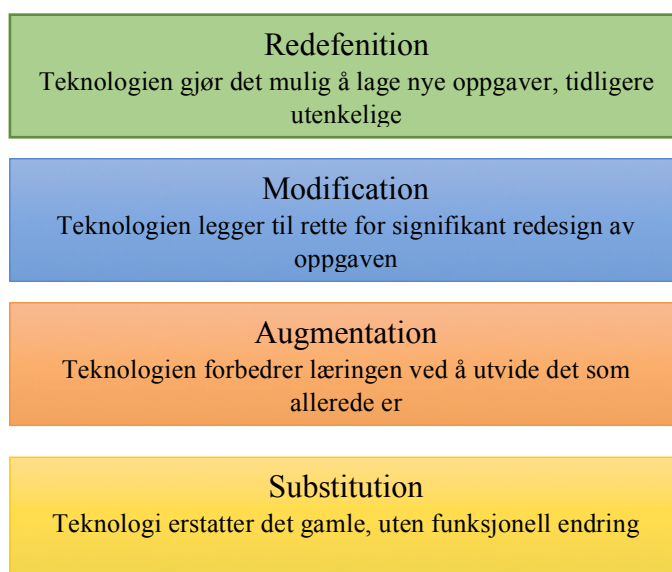 Redefenition
Teknologien gjør det mulig å lage nye oppgaver, tidligere
utenkelige
Modification
Teknologien legger til rette for signifikant redesign av
oppgaven
Augmentation
Teknologien forbedrer læringen ved å utvide det som
allerede er
Substitution
Teknologi erstatter det gamle, uten funksjonell endring